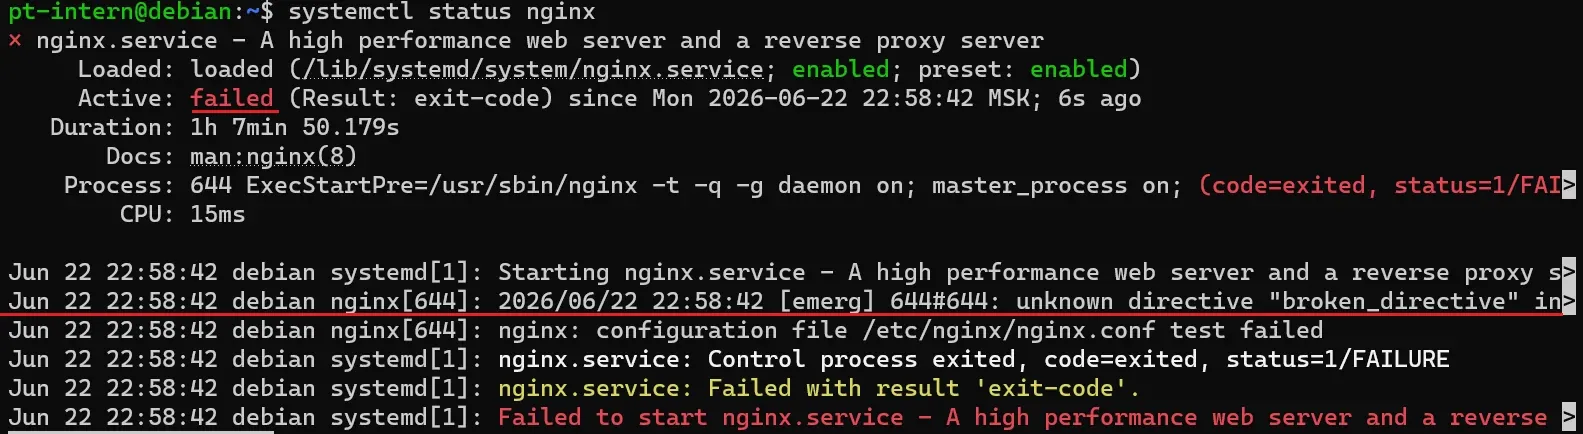 pt-intern@debian:~$ systemctl status nginx
× nginx.service - A high performance web server and a reverse proxy server
Loaded: loaded (/lib/systemd/system/nginx.service; enabled; preset: enabled)
Active: failed (Result: exit-code) since Mon 2026-06-22 22:58:42 MSK; 6s ago
Duration: 1h 7min 50.179s
Docs: man:nginx(8)
Process: 644 ExecStartPre=/usr/sbin/nginx -t -q -g daemon on; master_process on; (code=exited, status=1/FAI>
CPU: 15ms
Jun 22 22:58:42 debian systemd[1]: Starting nginx.service - A high performance web server and a reverse proxy s>
Jun 22 22:58:42 debian nginx[644]: 2026/06/22 22:58:42 [emerg] 644#644: unknown directive "broken_directive" in>
Jun 22 22:58:42 debian nginx[644]: nginx: configuration file /etc/nginx/nginx.conf test failed
Jun 22 22:58:42 debian systemd[1]: nginx.service: Control process exited, code=exited, status=1/FAILURE
Jun 22 22:58:42 debian systemd[1]: nginx.service: Failed with result 'exit-code'.
Jun 22 22:58:42 debian systemd[1]: Failed to start nginx.service - A high performance web server and a reverse >